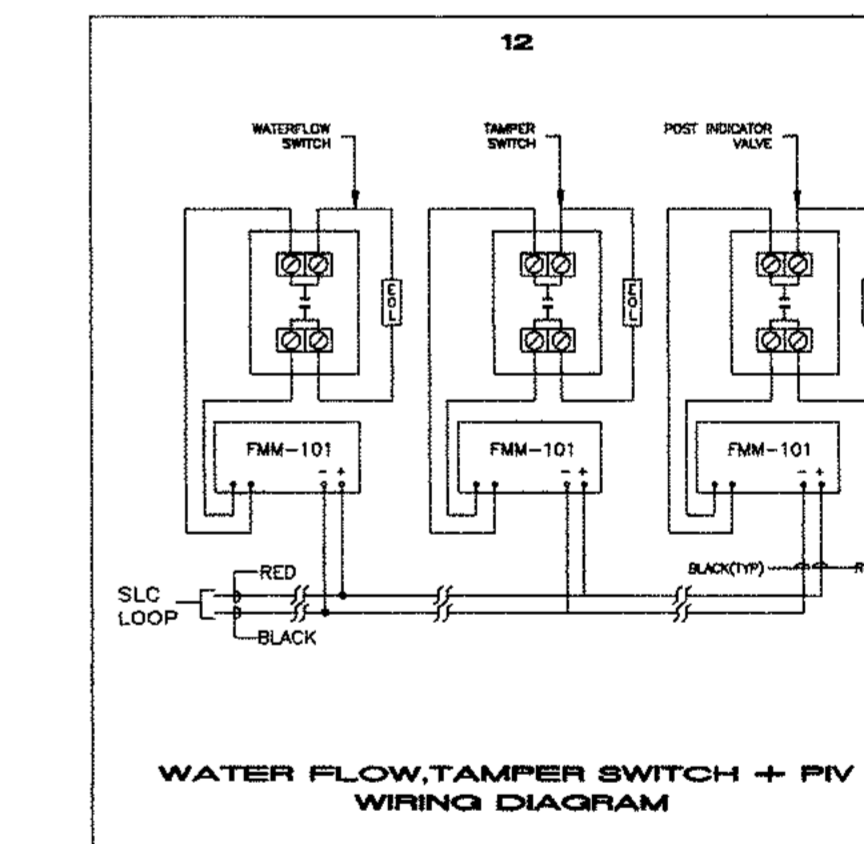 12
WATERFLOW
SWITCH
TAMPER
SWITCH
POST INDICATOR
VALVE
EOL
EOL
FMM-101
- +
FMM-101
- +
FMM-101
- +
BLACK(TYP)
RED
SLC
LOOP
BLACK
WATER FLOW,TAMPER SWITCH + PIV
WIRING DIAGRAM